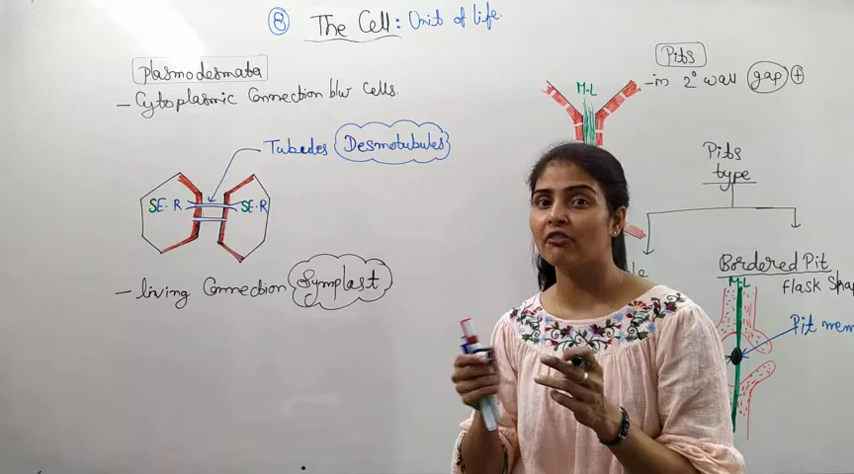 8 The Cell: Unit of life.
Plasmodesmata
- Cytoplasmic Connection b/w Cells.
Tubules Desmotubules
SE.R SE.R
- living Connection Symplast
Pits
M.L - in 2° wall gap +
Pits
type
Bordered Pit
M.L flask
Pit